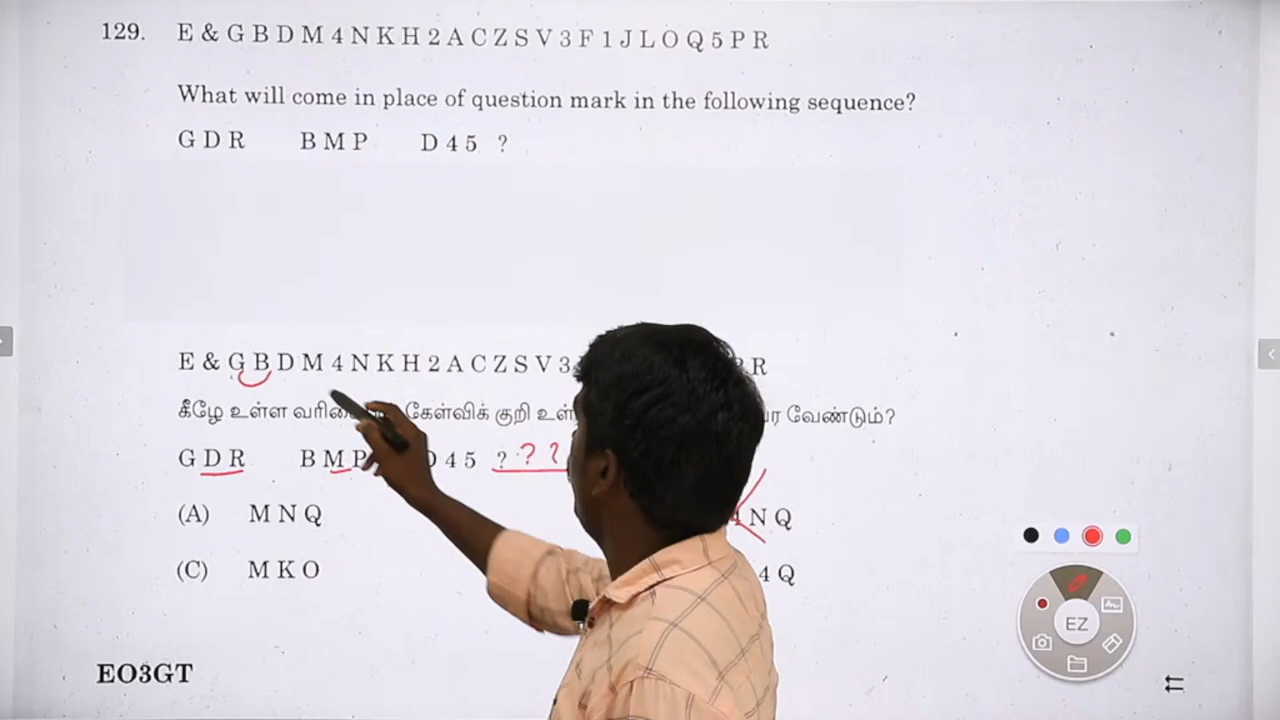 129. E & G B D M 4 N K H 2 A C Z S V 3 F 1 J L O Q 5 P R
What will come in place of question mark in the following sequence?
G D R B M P D 4 5 ?
E & G B D M 4 N K H 2 A C Z S V 3 R
கீழே உள்ள கேள்விக் குறி வேண்டும்?
G D R B M P 4 5 ? ? ?
(A) M N Q N Q
(C) M K O 4 Q
EO3GT
EZ